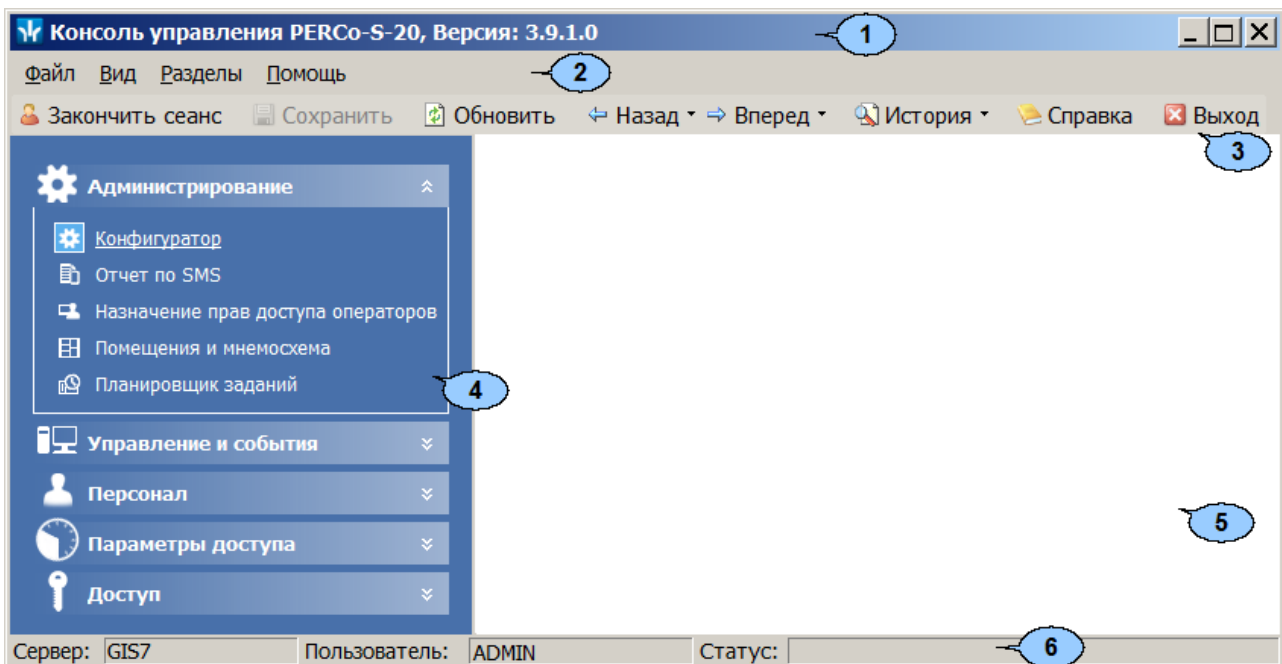 Консоль управления PERCo-S-20, Версия: 3.9.1.0 1
Файл Вид Разделы Помощь 2
Закончить сеанс Сохранить Обновить Назад Вперед История Справка Выход
3
Администрирование
Конфигуратор
Отчет по SMS
Назначение прав доступа операторов
Помещения и мнемосхема
Планировщик заданий
4
Управление и события
Персонал
5
Параметры доступа
Доступ
Сервер: GIS7 Пользователь: ADMIN Статус: 6